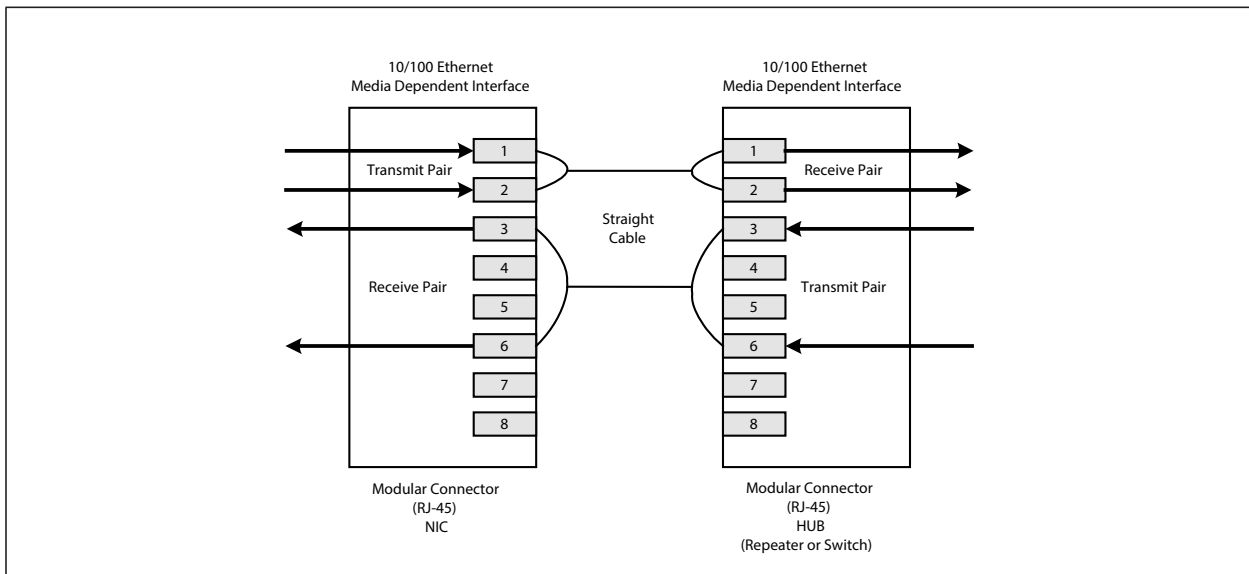 10/100 Ethernet
Media Dependent Interface
1
2
3
4
5
6
7
8
Transmit Pair
Receive Pair
Modular Connector
(RJ-45)
NIC
Straight
Cable
10/100 Ethernet
Media Dependent Interface
1
2
3
4
5
6
7
8
Receive Pair
Transmit Pair
Modular Connector
(RJ-45)
HUB
(Repeater or Switch)